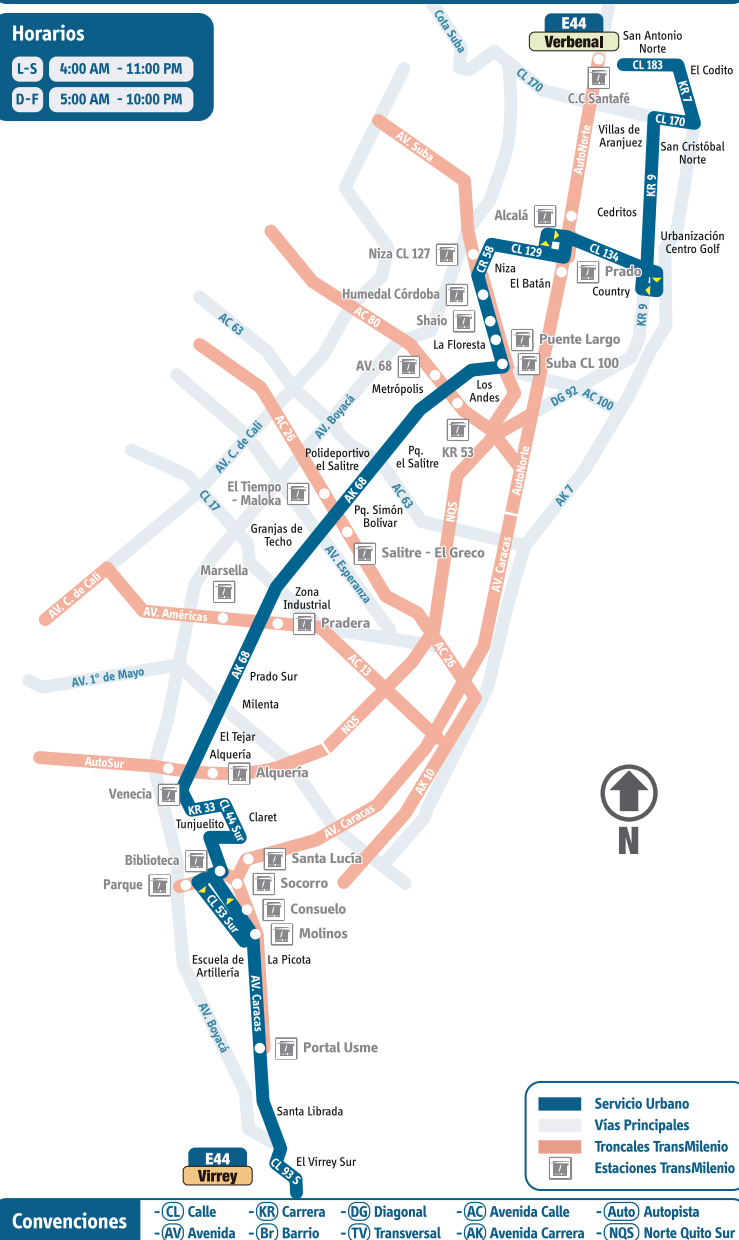 Horarios
L-S 4:00 AM - 11:00 PM
D-F 5:00 AM - 10:00 PM
Cota Suba
E44
Verbenal
San Antonio
Norte
CL 183
El Codito
KR 7
CL 170
C.C Santafé
CL 170
Villas de
Aranjuez
San Cristóbal
Norte
AV. Suba
AutoNorte
KR 9
Alcalá
Cedritos
Urbanización
Centro Golf
Niza CL 127
CR 58
CL 129
CL 134
Niza
El Batán
Prado
Country
KR 9
Humedal Córdoba
Shaio
AC 63
AC 80
La Floresta
Puente Largo
Suba CL 100
AV. 68
Metrópolis
Los
Andes
DG 92
AC 100
AV. Boyacá
AC 26
AV. C. de Cali
Pq.
el Salitre
KR 53
Polideportivo
el Salitre
AutoNorte
El Tiempo
- Maloka
AK 68
AC 63
CL 17
NQS
AK 7
Pq. Simón
Bolívar
Granjas de
Techo
Salitre - El Greco
AV. Esperanza
AV. Caracas
Marsella
AV. C. de Cali
Zona
Industrial
AV. Américas
Pradera
AC 13
AC 26
AK 68
AV. 1° de Mayo
Prado Sur
Milenta
NQS
El Tejar
Alquería
AutoSur
Alquería
Venecia
AK 10
KR 33
CL 44 Sur
Tunjuelito
Claret
AV. Caracas
Biblioteca
Santa Lucía
Parque
Socorro
CL 53 Sur
Consuelo
Molinos
Escuela de
Artillería
La Picota
AV. Caracas
AV. Boyacá
Portal Usme
Santa Librada
E44
Virrey
CL 93 S
El Virrey Sur
N
Servicio Urbano
Vías Principales
Troncales TransMilenio
Estaciones TransMilenio
Convenciones
-CL Calle -KR Carrera -DG Diagonal -AC Avenida Calle -Auto Autopista
-AV Avenida -Br Barrio -TV Transversal -AK Avenida Carrera -NQS Norte Quito Sur